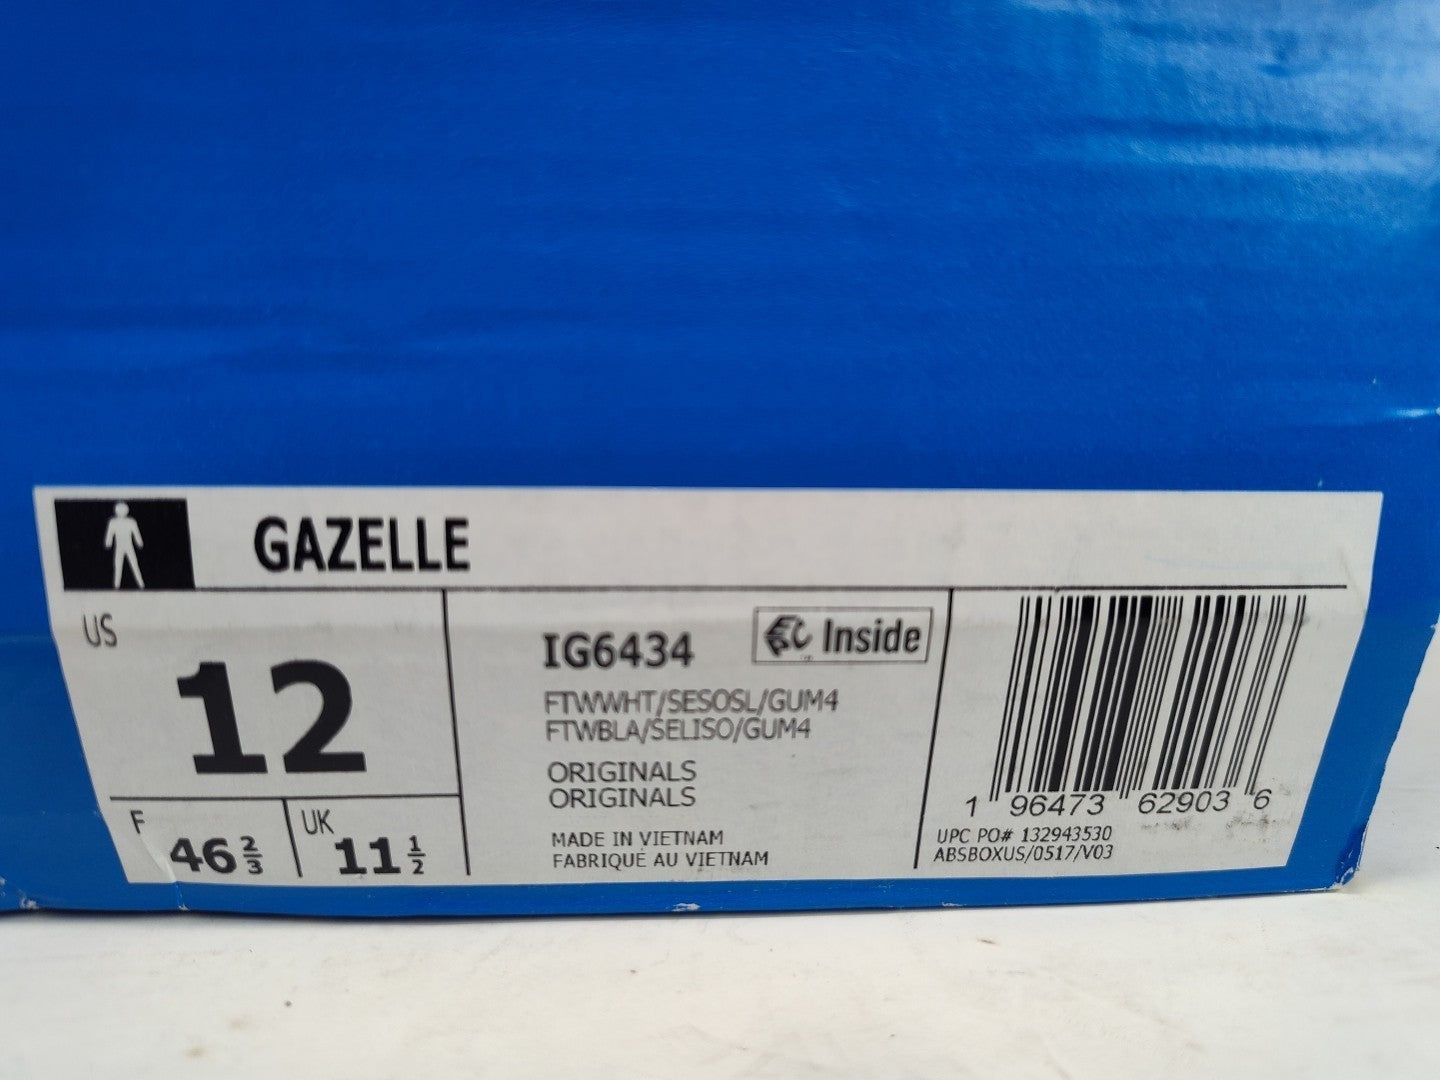 GAZELLE
US
12
F 46 2/3
UK 11 1/2
IG6434
Inside
FTWWHT/SESOSL/GUM4
FTWBLA/SELISO/GUM4
ORIGINALS
ORIGINALS
MADE IN VIETNAM
FABRIQUÉ AU VIETNAM
1 96473 62903 6
UPC PO# 132943530
ABSBOXUS/0517/V03